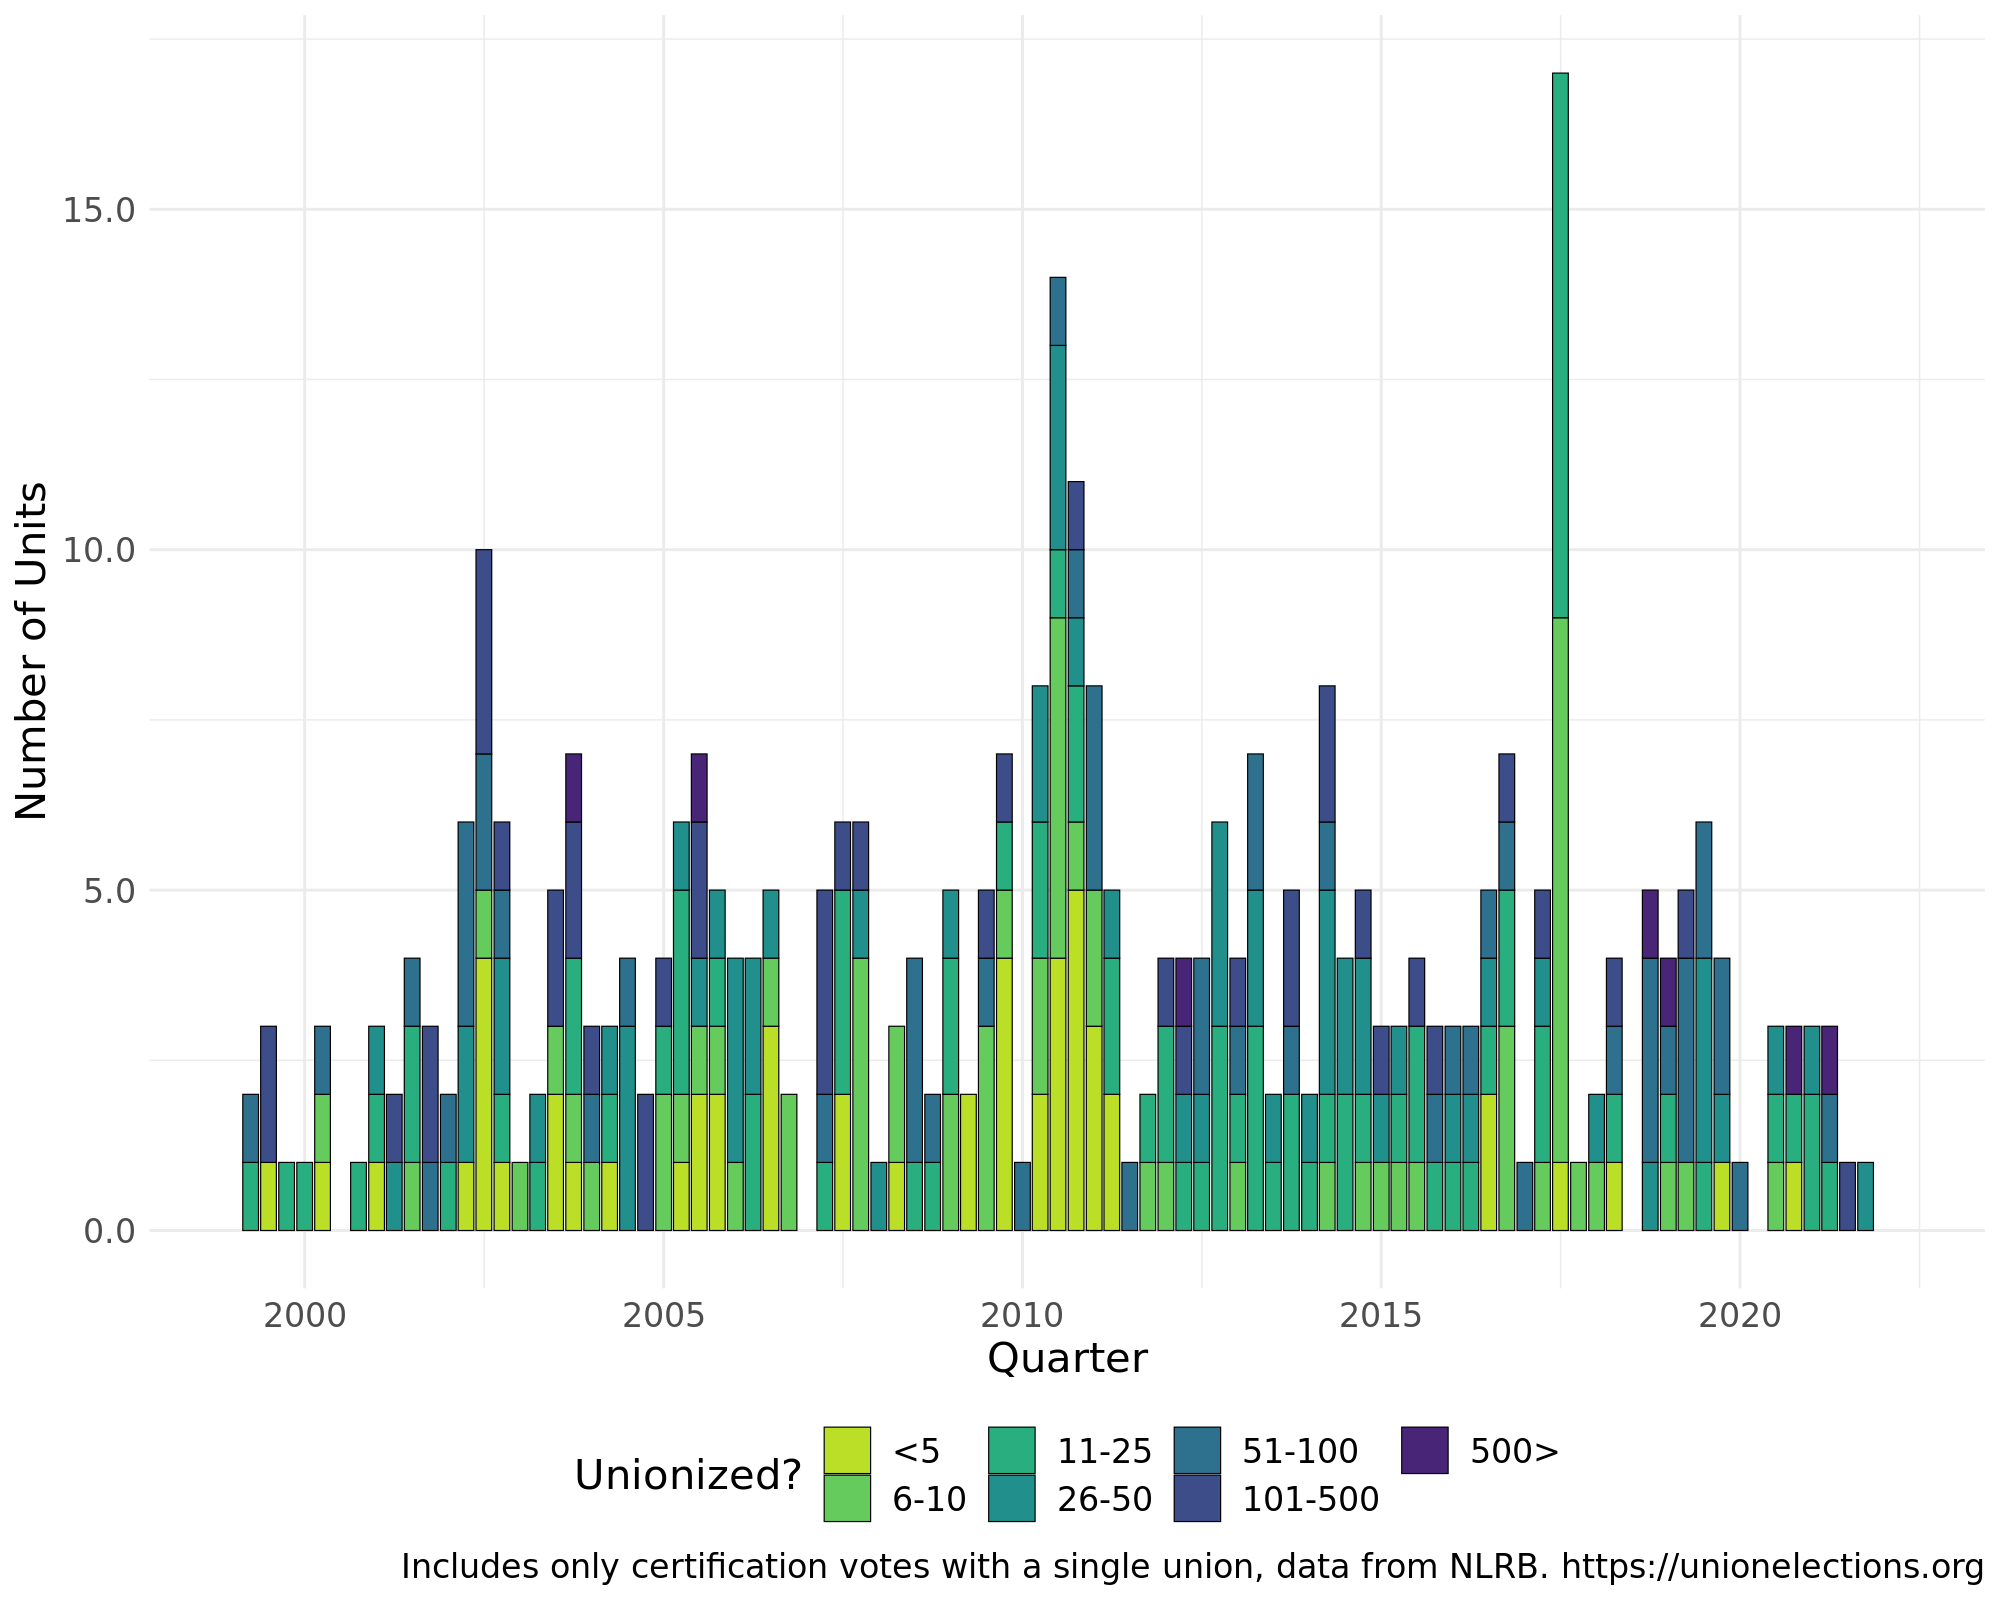 15.0
10.0
5.0
0.0
Number of Units
2000 2005 2010 2015 2020
Quarter
Unionized?
<5 11-25 51-100 500>
6-10 26-50 101-500
Includes only certification votes with a single union, data from NLRB. https://unionelections.org